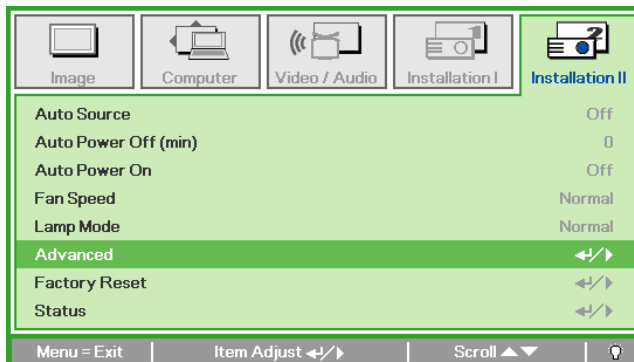 Image Computer Video / Audio Installation I Installation II
Auto Source Off
Auto Power Off (min) 0
Auto Power On Off
Fan Speed Normal
Lamp Mode Normal
Advanced
Factory Reset
Status
Menu = Exit Item Adjust Scroll